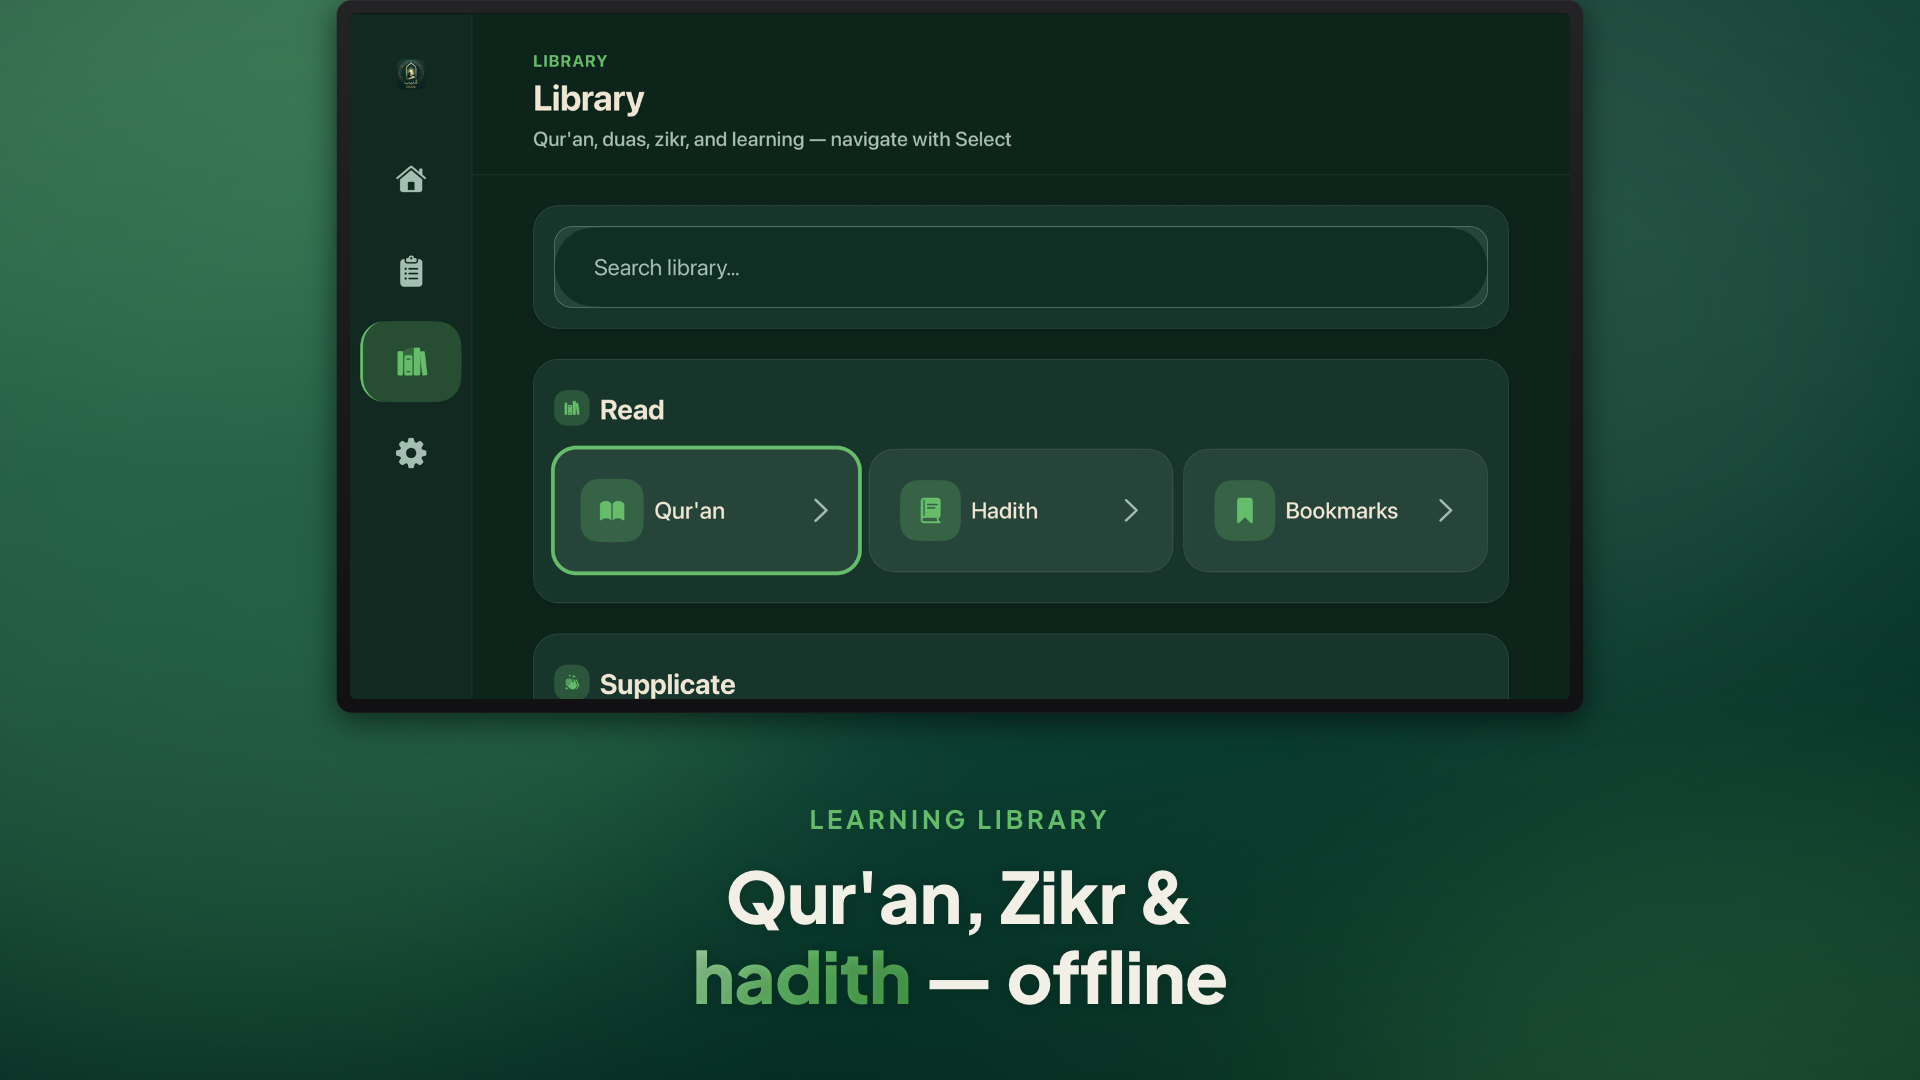 LIBRARY
Library
Qur'an, duas, zikr, and learning — navigate with Select
Search library...
Read
Qur'an
Hadith
Bookmarks
Supplicate
LEARNING LIBRARY
Qur'an, Zikr &
hadith — offline